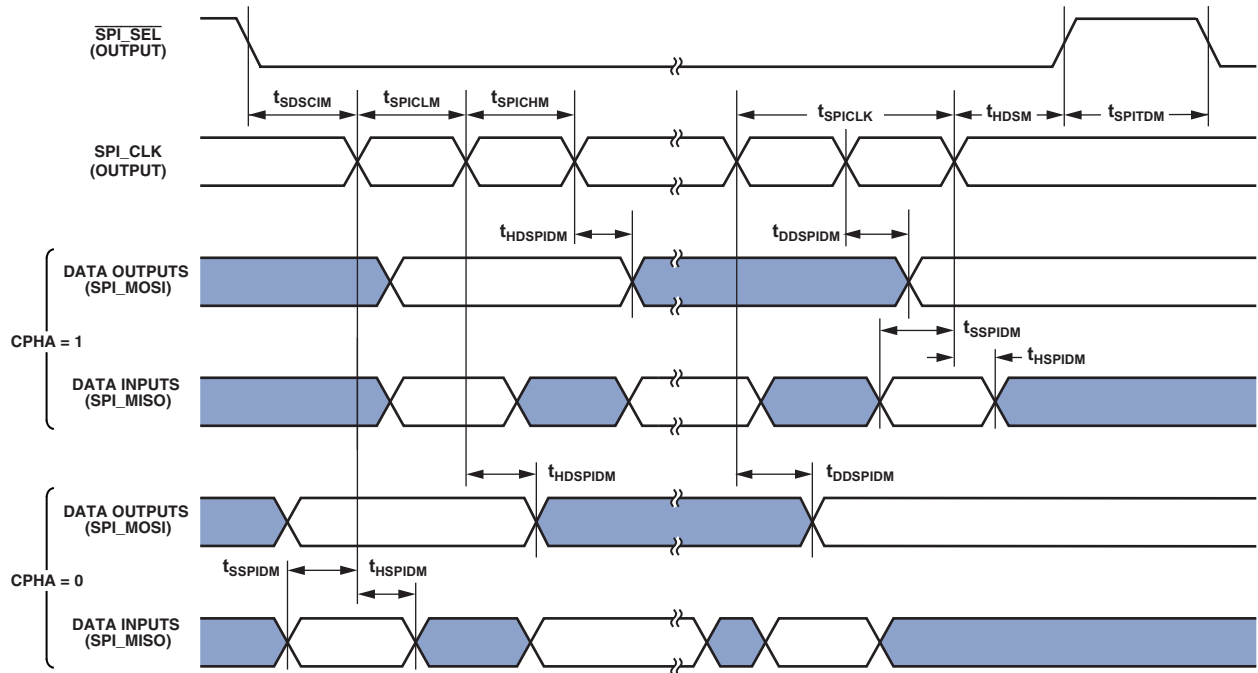 SPI_SEL
(OUTPUT)
tSDSCIM
tSPICLM
tSPICHM
tSPICLK
tHDSM
tSPITDM
SPI_CLK
(OUTPUT)
tHDSPIDM
tDDSPIDM
DATA OUTPUTS
(SPI_MOSI)
tSSPIDM
CPHA = 1
tHSPIDM
DATA INPUTS
(SPI_MISO)
tHDSPIDM
tDDSPIDM
DATA OUTPUTS
(SPI_MOSI)
tSSPIDM
tHSPIDM
CPHA = 0
DATA INPUTS
(SPI_MISO)